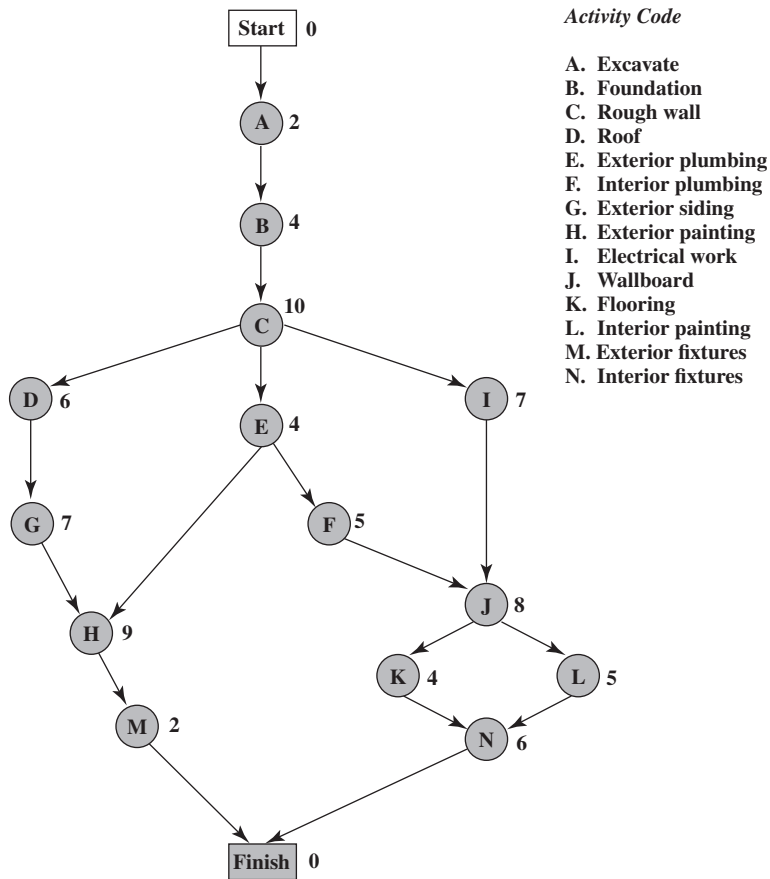 Start 0
A 2
B 4
C 10
D 6
E 4
I 7
G 7
F 5
H 9
J 8
K 4
L 5
M 2
N 6
Finish 0
Activity Code
A. Excavate
B. Foundation
C. Rough wall
D. Roof
E. Exterior plumbing
F. Interior plumbing
G. Exterior siding
H. Exterior painting
I. Electrical work
J. Wallboard
K. Flooring
L. Interior painting
M. Exterior fixtures
N. Interior fixtures